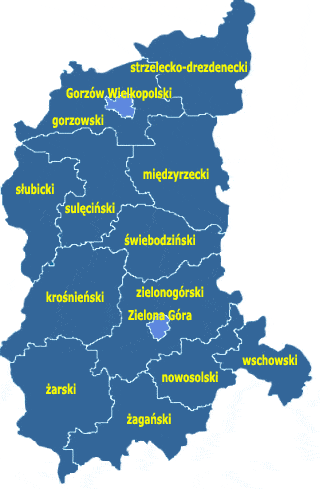 strzelecko-drezdenecki
Gorzów Wielkopolski
gorzowski
międzyrzecki
słubicki
sulęciński
świebodziński
krośnieński
zielonogórski
Zielona Góra
wschowski
nowosolski
żarski
żagański